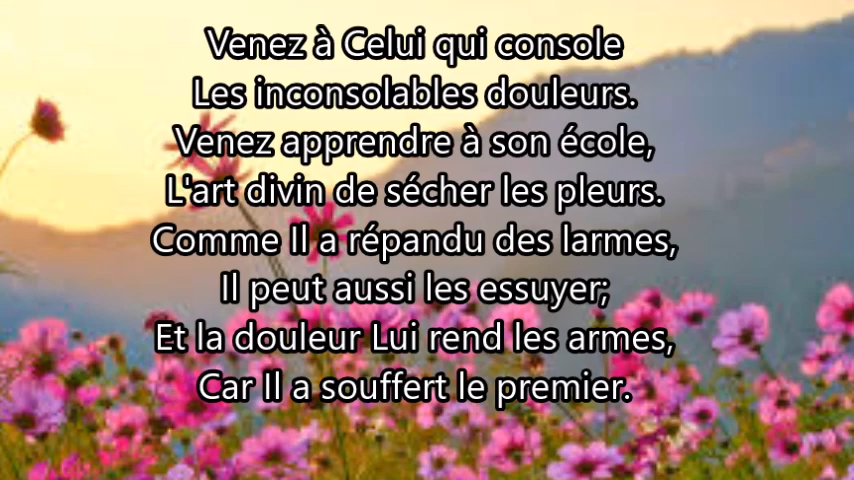 Venez à Celui qui console
Les inconsolables douleurs.
Venez apprendre à son école,
L'art divin de sécher les pleurs.
Comme Il a répandu des larmes,
Il peut aussi les essuyer;
Et la douleur Lui rend les armes,
Car Il a souffert le premier.